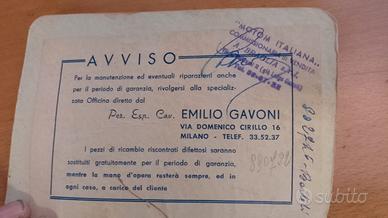 AVVISO
Per la manutenzione ed eventuali riparazioni anche
per il periodo di garanzia, rivolgersi alla specializ-
zata Officina diretta dal
Per. Esp. Cav. EMILIO GAVONI
VIA DOMENICO CIRILLO 16
MILANO - TELEF. 33.52.37
I pezzi di ricambio riscontrati difettosi saranno
sostituiti gratuitamente per il periodo di garanzia,
mentre la mano d'opera resterà sempre, ed in
ogni caso, a carico del cliente
"MOTOM ITALIANA"
COMMISSIONARIA DI VENDITA
subito